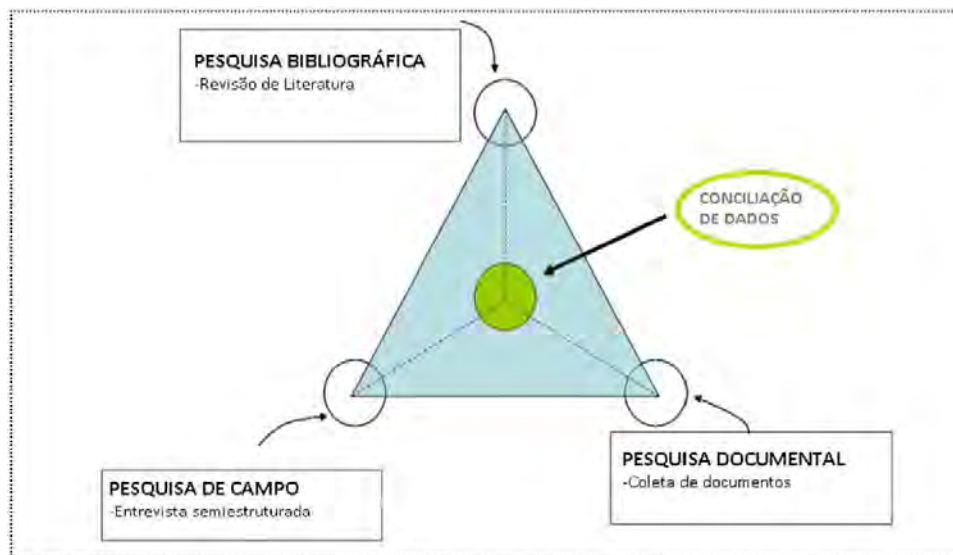 PESQUISA BIBLIOGRÁFICA
-Revisão de Literatura
CONCILIAÇÃO
DE DADOS
PESQUISA DE CAMPO
-Entrevista semiestruturada
PESQUISA DOCUMENTAL
-Coleta de documentos